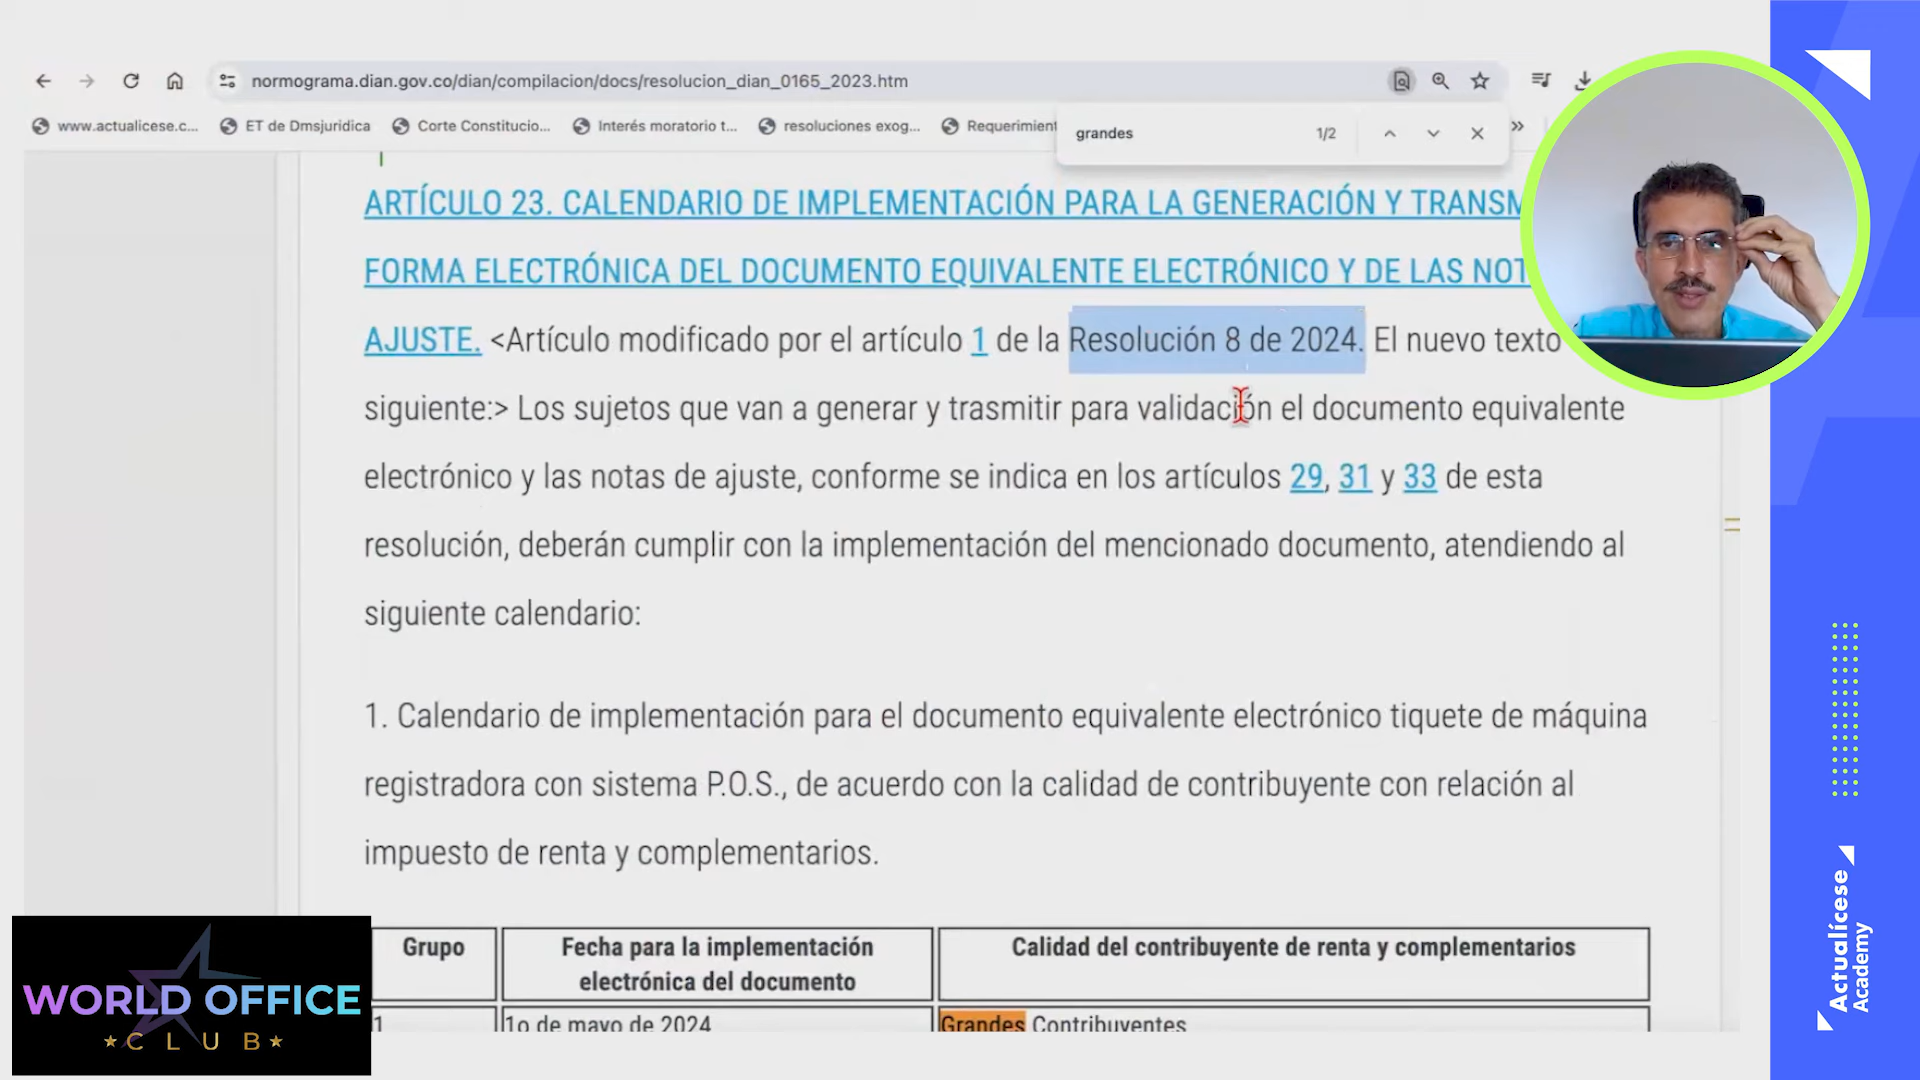 normograma.dian.gov.co/dian/compilacion/docs/resolucion_dian_0165_2023.htm
www.actualicese.c... ET de Dmsjuridica Corte Constitucio... Interés moratorio t... resoluciones exog... Requerimient
grandes 1/2
ARTÍCULO 23. CALENDARIO DE IMPLEMENTACIÓN PARA LA GENERACIÓN Y TRANSM
FORMA ELECTRÓNICA DEL DOCUMENTO EQUIVALENTE ELECTRÓNICO Y DE LAS NOT
AJUSTE. <Artículo modificado por el artículo 1 de la Resolución 8 de 2024. El nuevo texto
siguiente:> Los sujetos que van a generar y trasmitir para validación el documento equivalente
electrónico y las notas de ajuste, conforme se indica en los artículos 29, 31 y 33 de esta
resolución, deberán cumplir con la implementación del mencionado documento, atendiendo al
siguiente calendario:
1. Calendario de implementación para el documento equivalente electrónico tiquete de máquina
registradora con sistema P.O.S., de acuerdo con la calidad de contribuyente con relación al
impuesto de renta y complementarios.
Grupo
Fecha para la implementación
electrónica del documento
Calidad del contribuyente de renta y complementarios
1 1o de mayo de 2024 Grandes Contribuyentes
WORLD OFFICE
CLUB
Actualícese
Academy